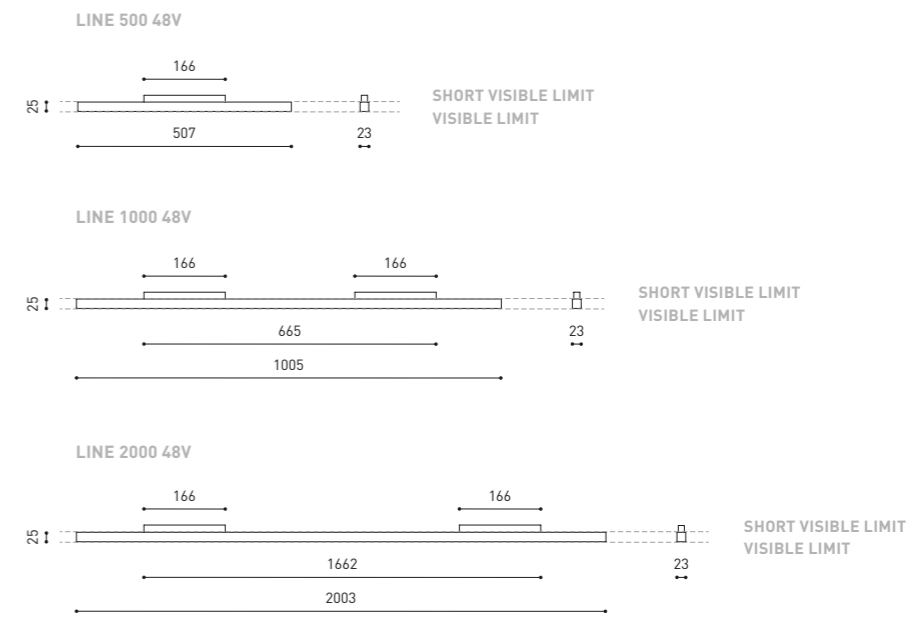 LINE 500 48V
166
25
SHORT VISIBLE LIMIT
VISIBLE LIMIT
507
23
LINE 1000 48V
166
166
25
SHORT VISIBLE LIMIT
VISIBLE LIMIT
665
23
1005
LINE 2000 48V
166
166
25
SHORT VISIBLE LIMIT
VISIBLE LIMIT
1662
23
2003